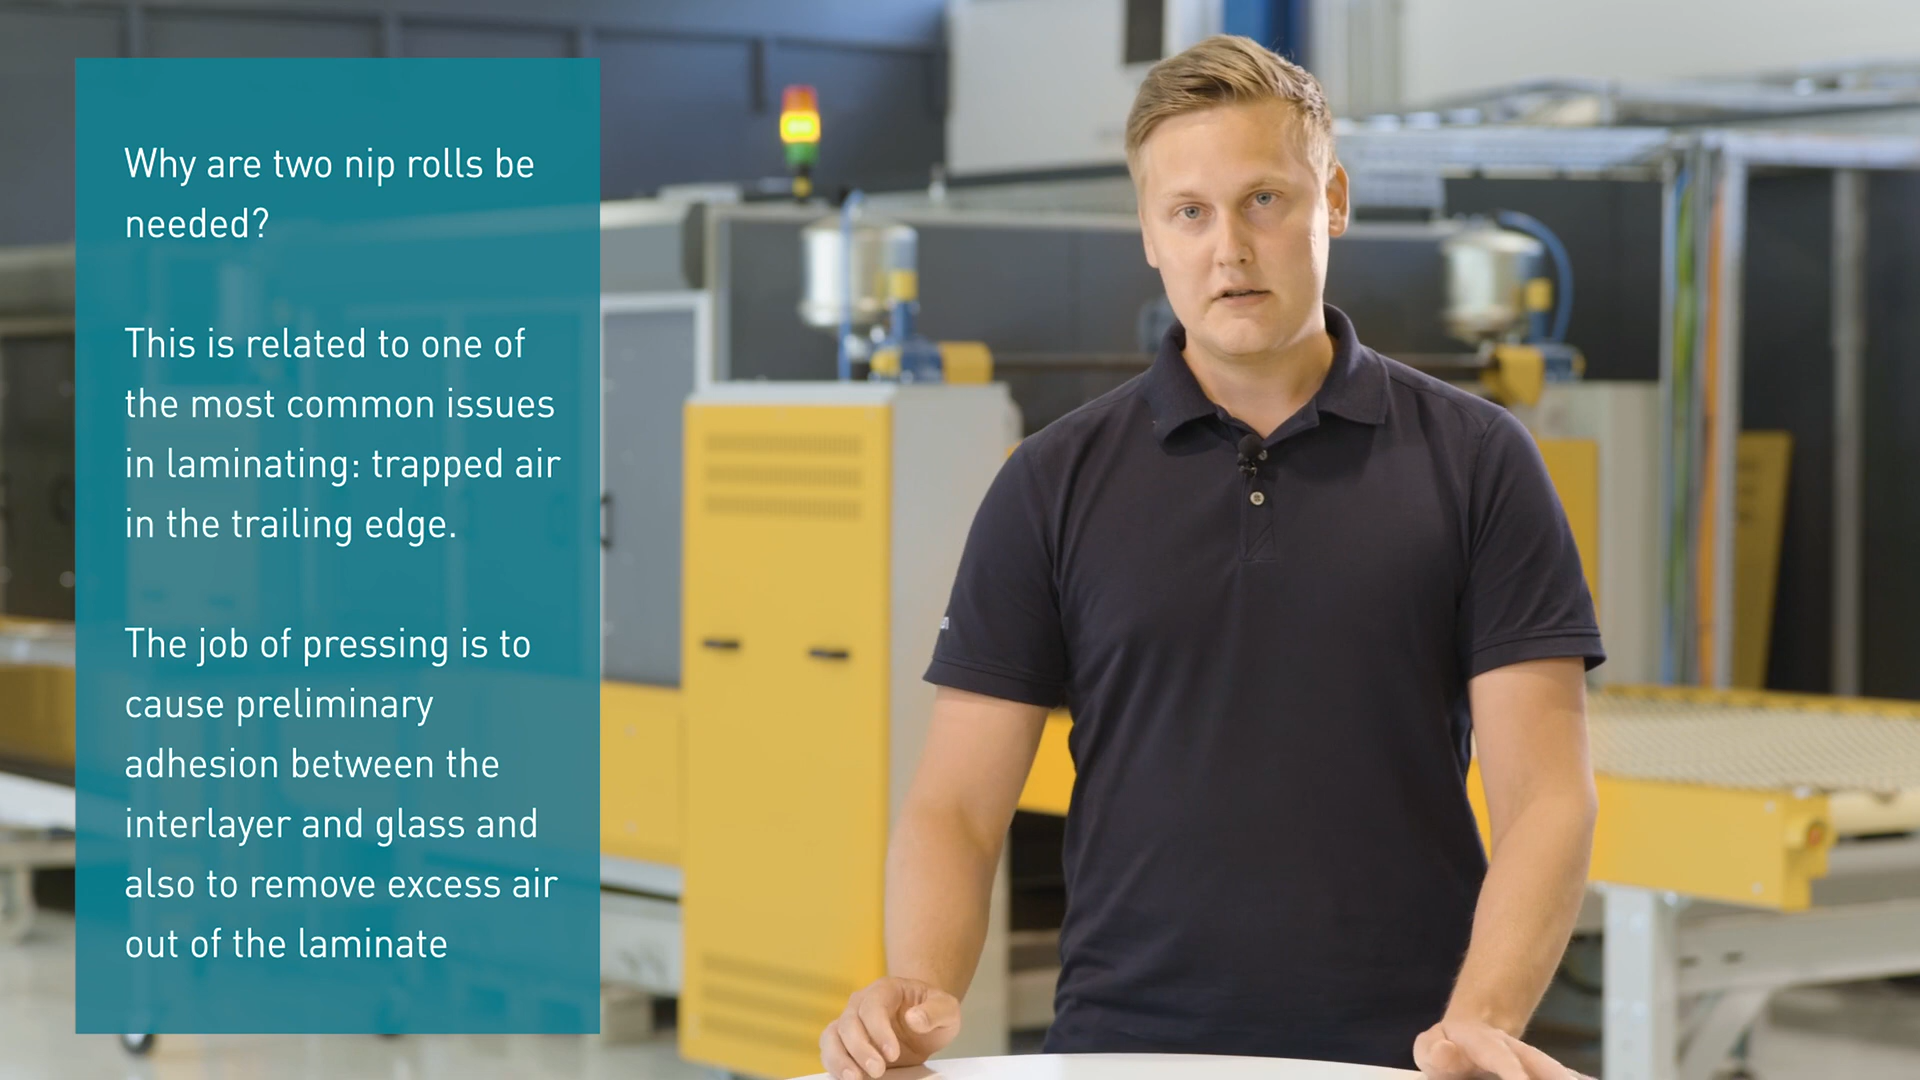 Why are two nip rolls be
needed?
This is related to one of
the most common issues
in laminating: trapped air
in the trailing edge.
The job of pressing is to
cause preliminary
adhesion between the
interlayer and glass and
also to remove excess air
out of the laminate